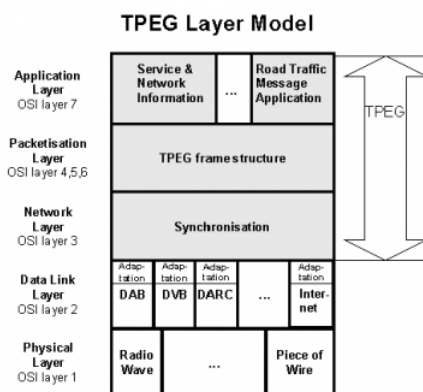 TPEG Layer Model
Application
Layer
OSI layer 7
Service &
Network
Information
...
Road Traffic
Message
Application
TPEG
Packetisation
Layer
OSI layer 4,5,6
TPEG frame structure
Network
Layer
OSI layer 3
Synchronisation
Data Link
Layer
OSI layer 2
Adap-
tation
DAB
Adap-
tation
DVB
Adap-
tation
DARC
...
Adap-
tation
Inter-
net
Physical
Layer
OSI layer 1
Radio
Wave
...
Piece of
Wire